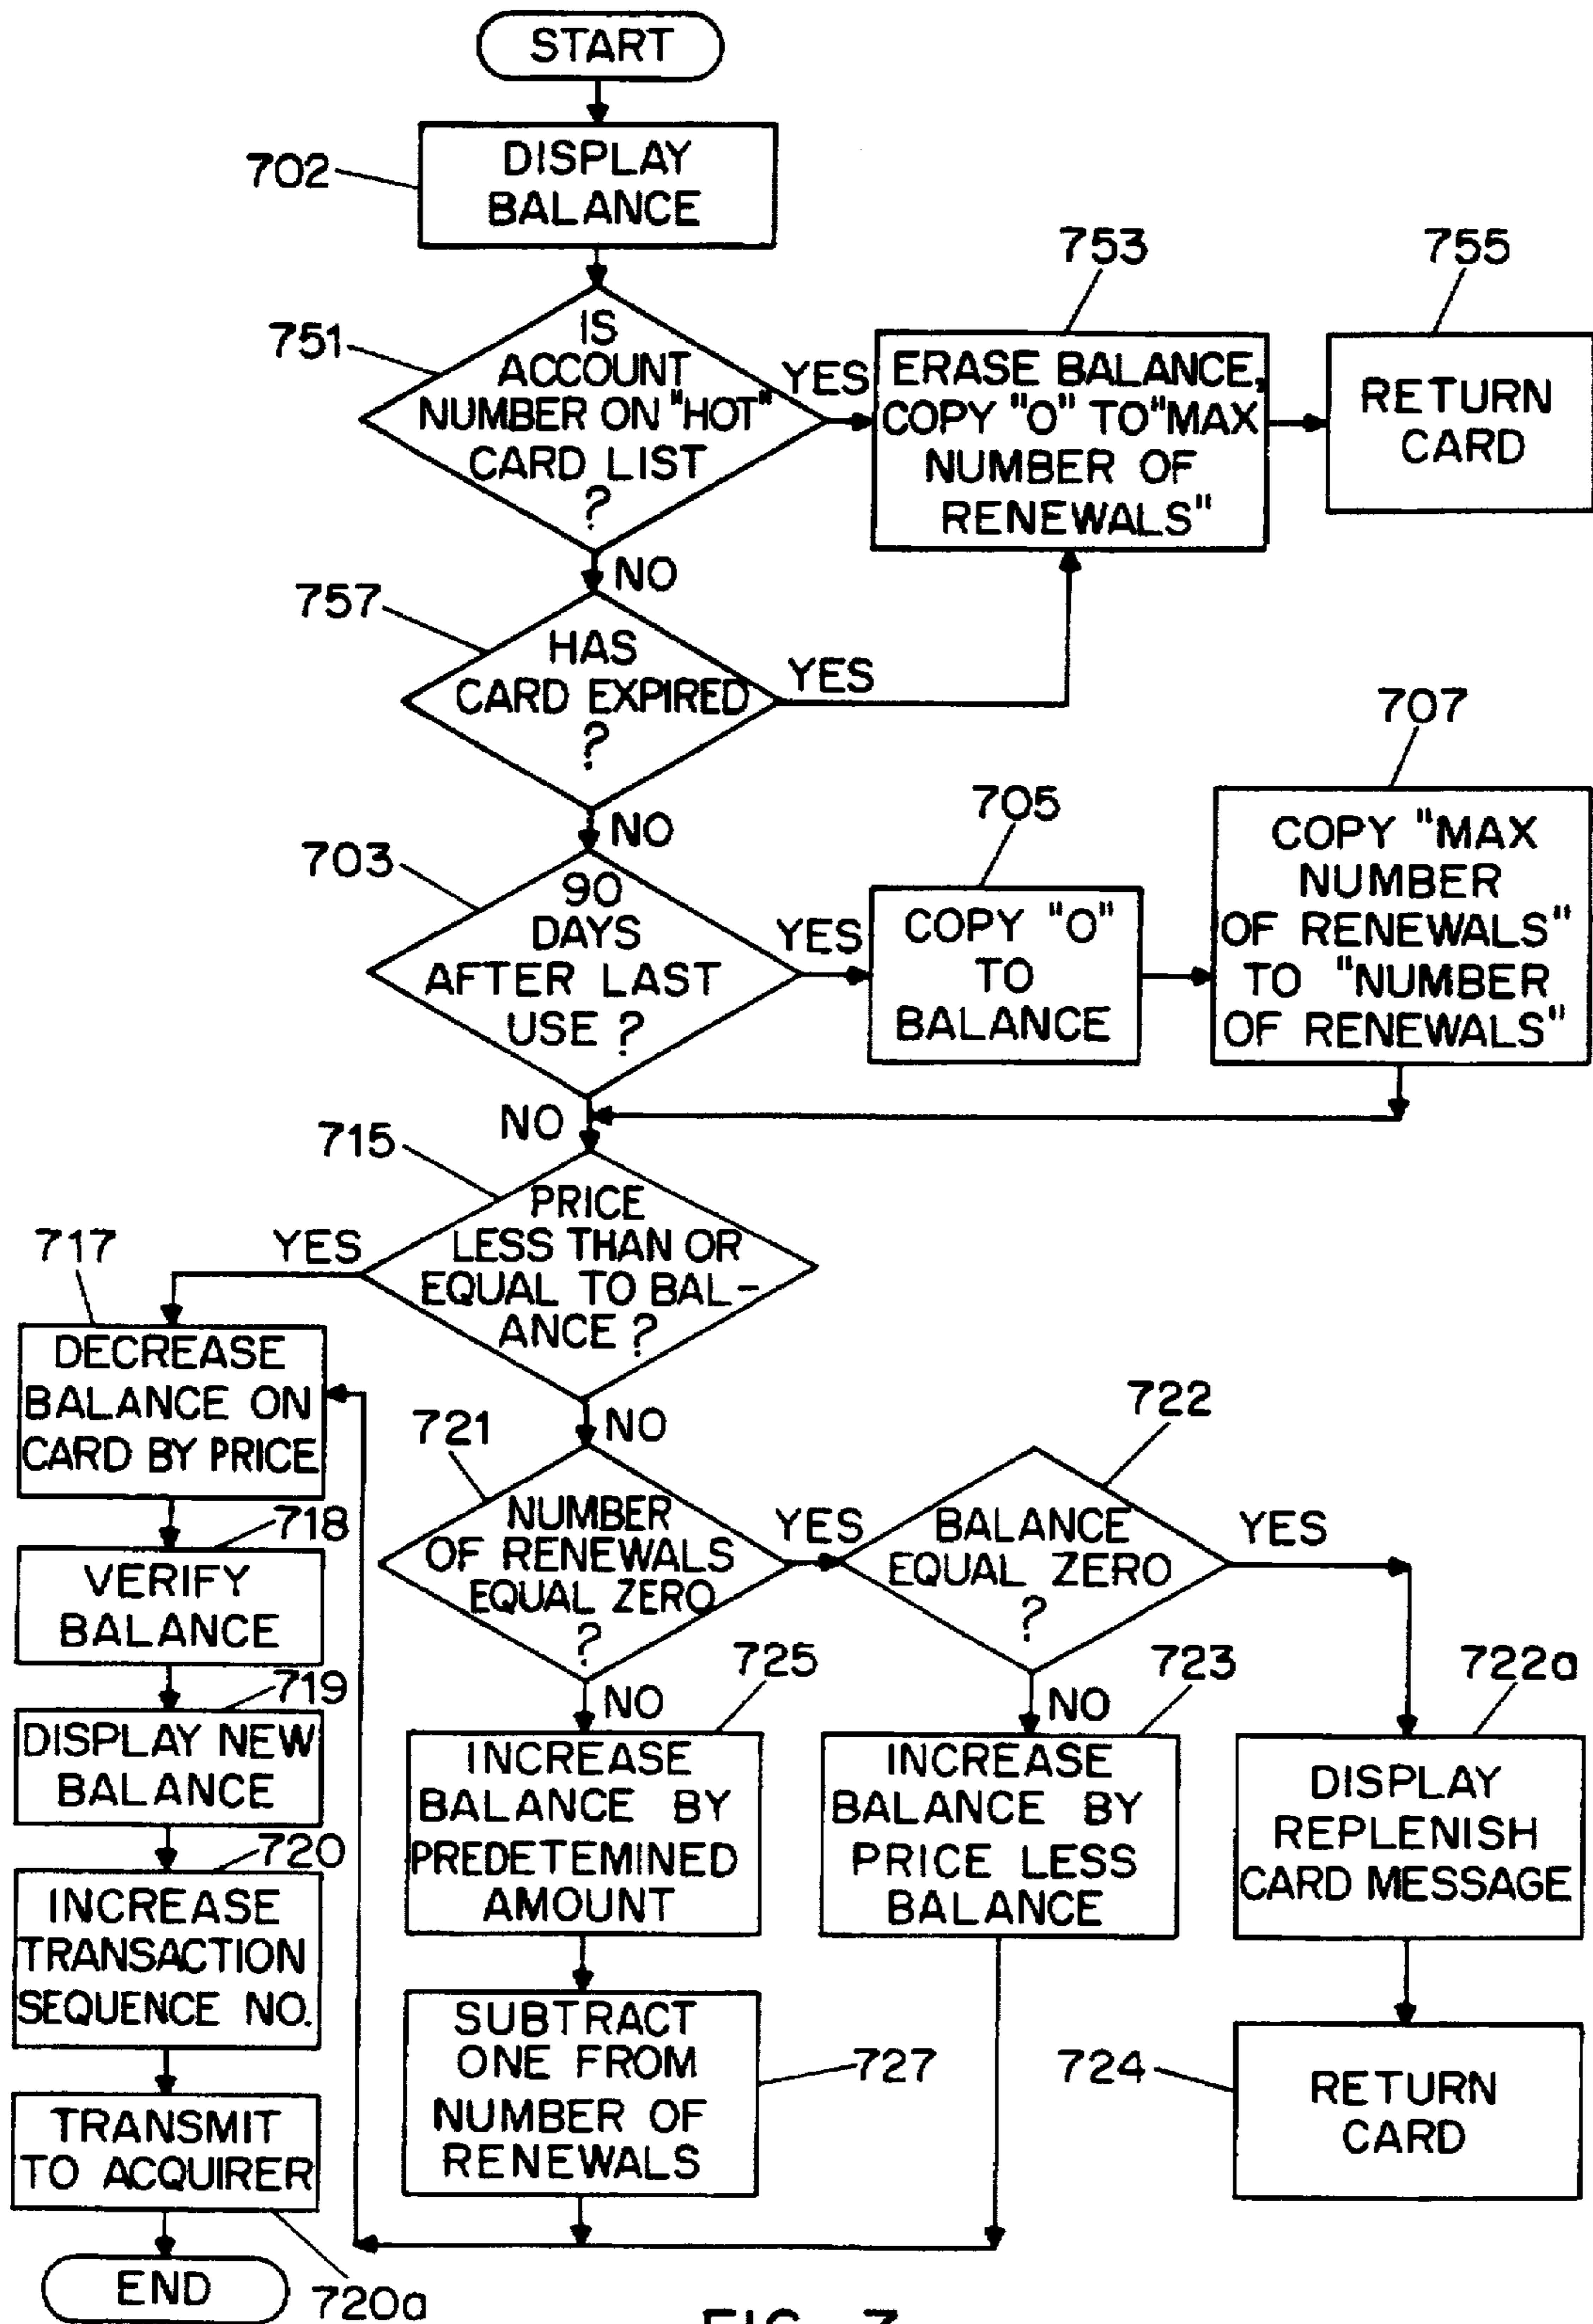 START
702
DISPLAY
BALANCE
753
755
751
IS
ACCOUNT
NUMBER ON "HOT"
CARD LIST
?
YES
ERASE BALANCE,
COPY "O" TO "MAX
NUMBER OF
RENEWALS"
RETURN
CARD
NO
757
HAS
CARD EXPIRED
?
YES
NO
707
705
703
90
DAYS
AFTER LAST
USE ?
YES
COPY "O"
TO
BALANCE
COPY "MAX
NUMBER
OF RENEWALS"
TO "NUMBER
OF RENEWALS"
NO
715
PRICE
LESS THAN OR
EQUAL TO BAL-
ANCE ?
YES
717
DECREASE
BALANCE ON
CARD BY PRICE
NO
721
722
NUMBER
OF RENEWALS
EQUAL ZERO
?
YES
BALANCE
EQUAL ZERO
?
YES
718
VERIFY
BALANCE
719
DISPLAY NEW
BALANCE
720
INCREASE
TRANSACTION
SEQUENCE NO.
TRANSMIT
TO ACQUIRER
720a
END
NO
725
INCREASE
BALANCE BY
PREDETEMINED
AMOUNT
SUBTRACT
ONE FROM
NUMBER OF
RENEWALS
727
NO
723
INCREASE
BALANCE BY
PRICE LESS
BALANCE
722a
DISPLAY
REPLENISH
CARD MESSAGE
724
RETURN
CARD